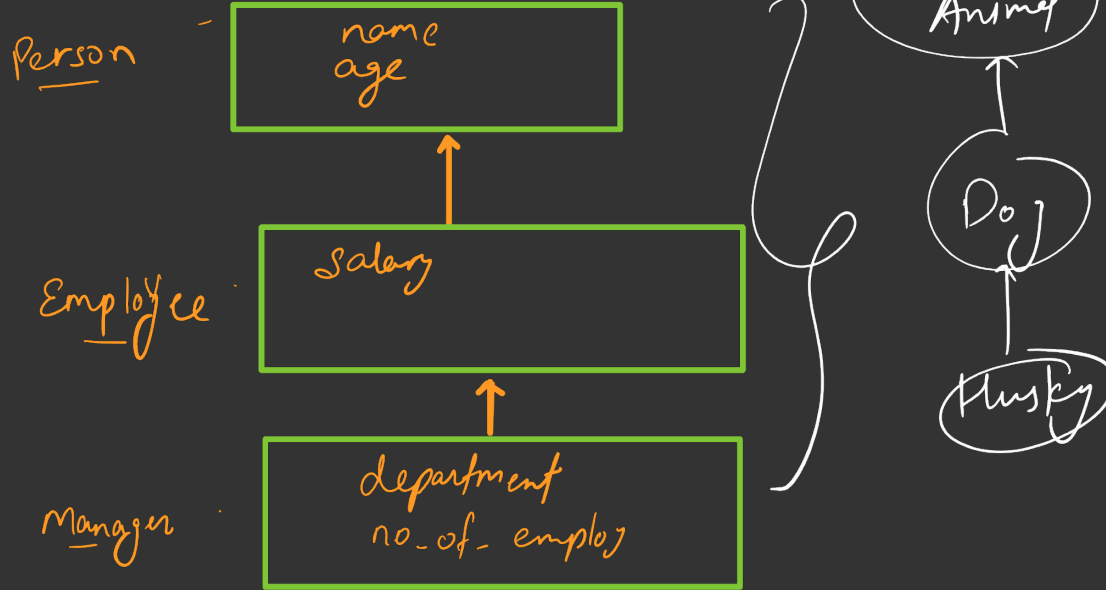 Person
name
age
Employee
salary
Manager
department
no_of_employ
Dog
Husky